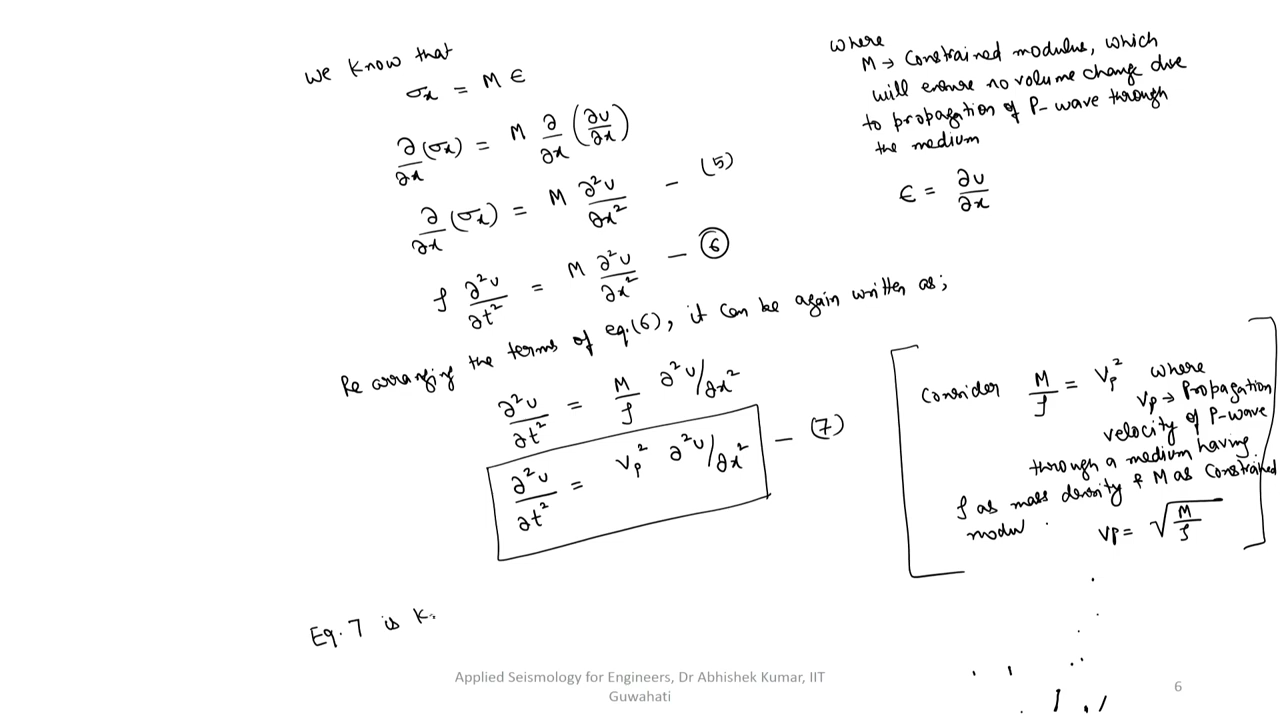 we know that
σx = M ε
∂/∂x (σx) = M ∂/∂x (∂u/∂x)
∂/∂x (σx) = M ∂²u/∂x² – (5)
ρ ∂²u/∂t² = M ∂²u/∂x² – ⑥
where
M → Constrained modulus, which
will ensure no volume change due
to propagation of P-wave through
the medium
ε = ∂u/∂x
Re arranging the terms of eq.(6), it can be again written as;
∂²u/∂t² = M/ρ ∂²u/∂x²
∂²u/∂t² = Vp² ∂²u/∂x² – (7)
Consider M/ρ = Vp² where
Vp → Propagation
velocity of P-wave
through a medium having
ρ as mass density & M as Constrained
modu
VP = √M/ρ
Eq. 7 is K
Applied Seismology for Engineers, Dr Abhishek Kumar, IIT
Guwahati
6